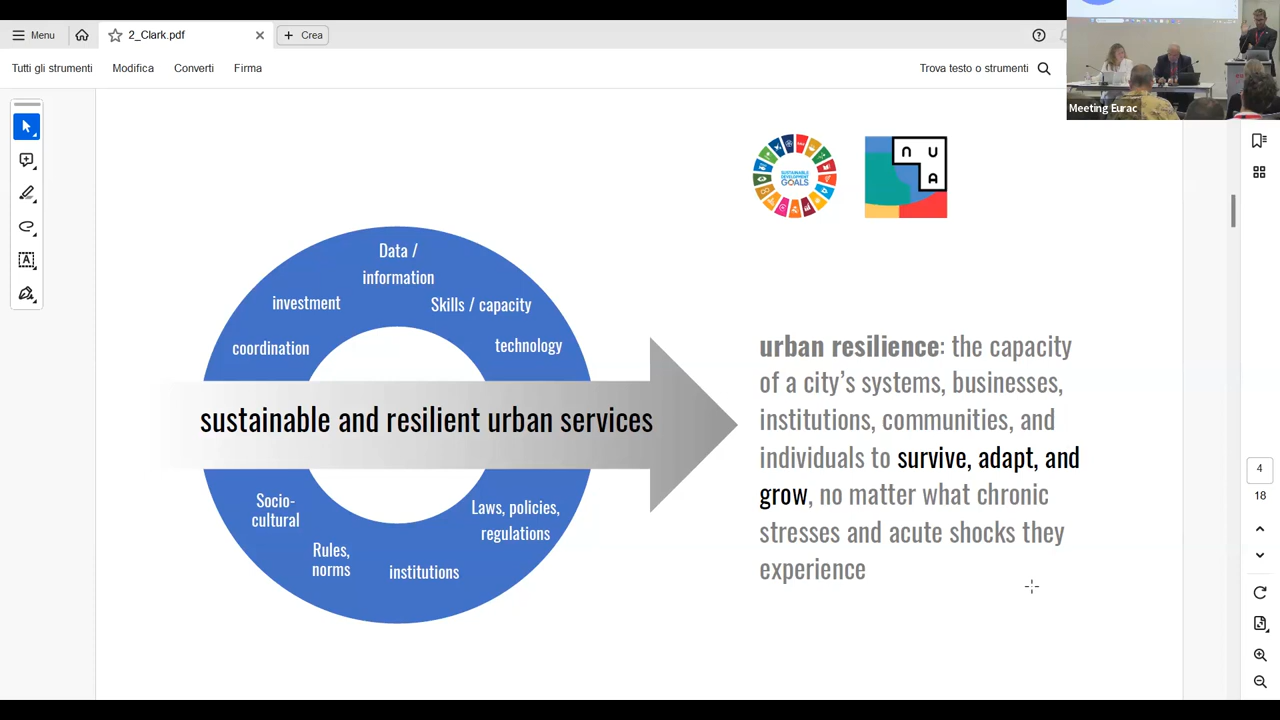 Menu
2_Clark.pdf
Crea
Tutti gli strumenti
Modifica
Converti
Firma
Trova testo o strumenti
Meeting Eurac
SUSTAINABLE
DEVELOPMENT
GOALS
N U
A
Data /
information
investment
Skills / capacity
coordination
technology
sustainable and resilient urban services
Socio-
cultural
Laws, policies,
regulations
Rules,
norms
institutions
urban resilience: the capacity
of a city's systems, businesses,
institutions, communities, and
individuals to survive, adapt, and
grow, no matter what chronic
stresses and acute shocks they
experience
4
18